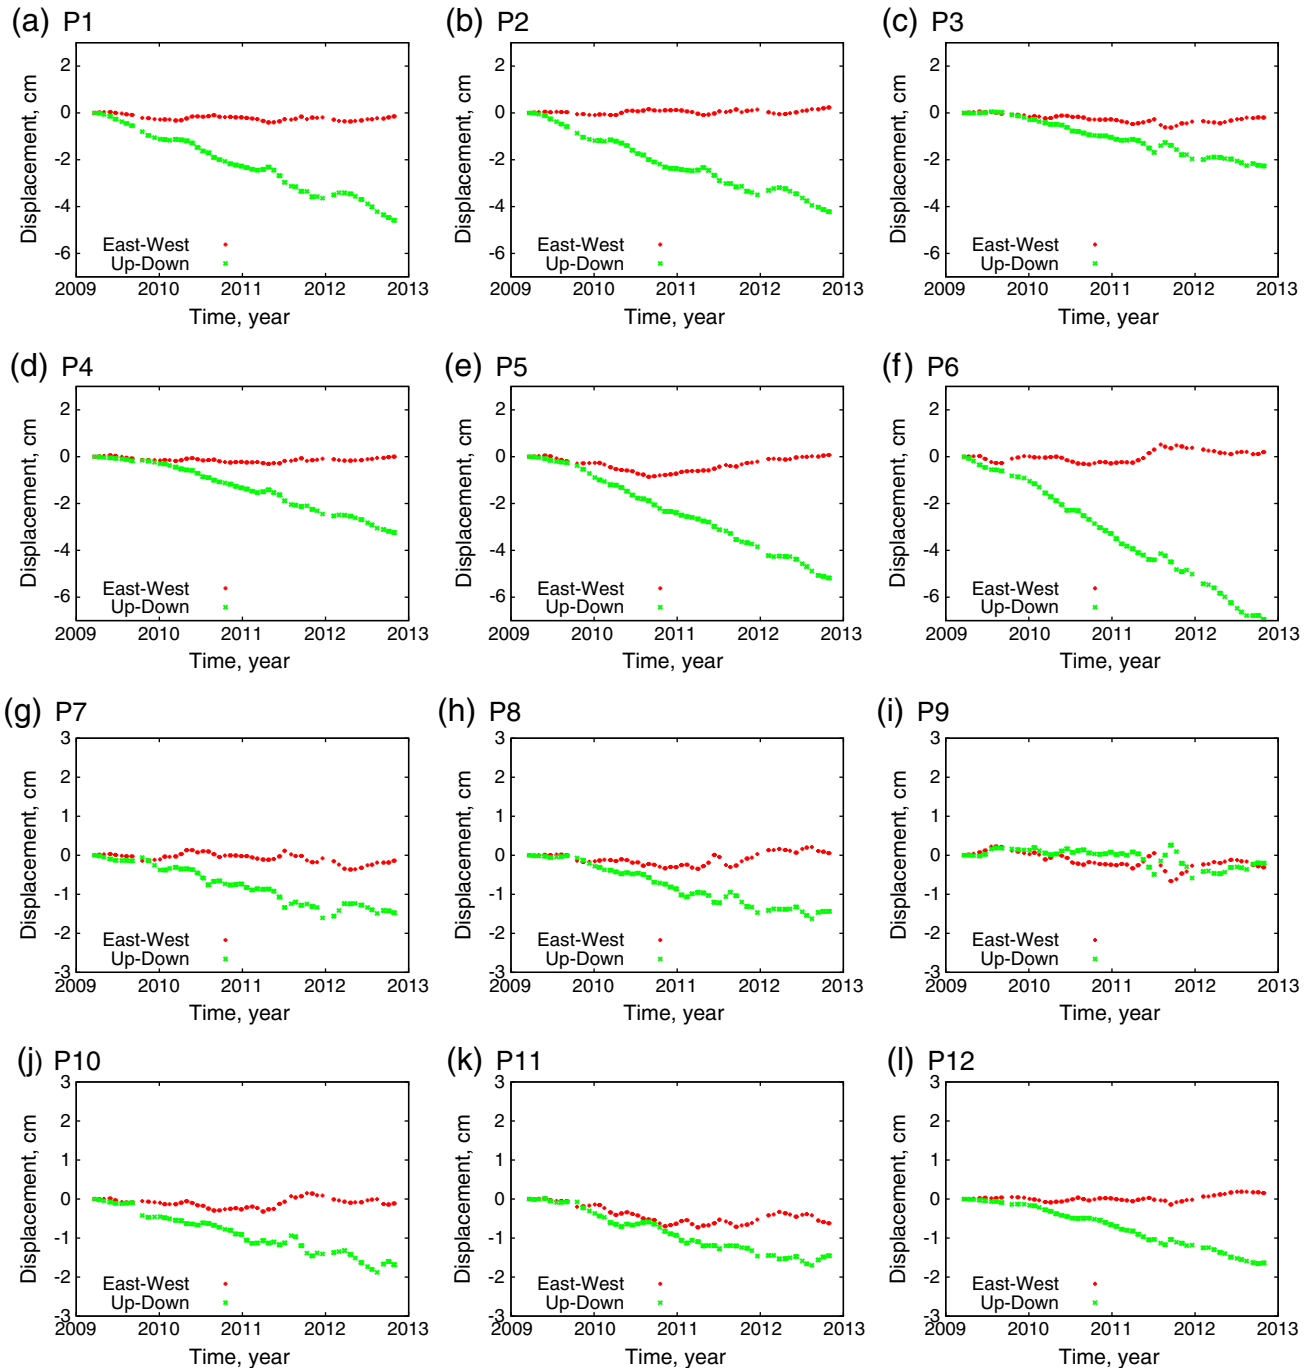 (a) P1
2
0
-2
-4
-6
Displacement, cm
East-West
Up-Down
2009 2010 2011 2012 2013
Time, year
(b) P2
2
0
-2
-4
-6
Displacement, cm
East-West
Up-Down
2009 2010 2011 2012 2013
Time, year
(c) P3
2
0
-2
-4
-6
Displacement, cm
East-West
Up-Down
2009 2010 2011 2012 2013
Time, year
(d) P4
2
0
-2
-4
-6
Displacement, cm
East-West
Up-Down
2009 2010 2011 2012 2013
Time, year
(e) P5
2
0
-2
-4
-6
Displacement, cm
East-West
Up-Down
2009 2010 2011 2012 2013
Time, year
(f) P6
2
0
-2
-4
-6
Displacement, cm
East-West
Up-Down
2009 2010 2011 2012 2013
Time, year
(g) P7
3
2
1
0
-1
-2
-3
Displacement, cm
East-West
Up-Down
2009 2010 2011 2012 2013
Time, year
(h) P8
3
2
1
0
-1
-2
-3
Displacement, cm
East-West
Up-Down
2009 2010 2011 2012 2013
Time, year
(i) P9
3
2
1
0
-1
-2
-3
Displacement, cm
East-West
Up-Down
2009 2010 2011 2012 2013
Time, year
(j) P10
3
2
1
0
-1
-2
-3
Displacement, cm
East-West
Up-Down
2009 2010 2011 2012 2013
Time, year
(k) P11
3
2
1
0
-1
-2
-3
Displacement, cm
East-West
Up-Down
2009 2010 2011 2012 2013
Time, year
(l) P12
3
2
1
0
-1
-2
-3
Displacement, cm
East-West
Up-Down
2009 2010 2011 2012 2013
Time, year